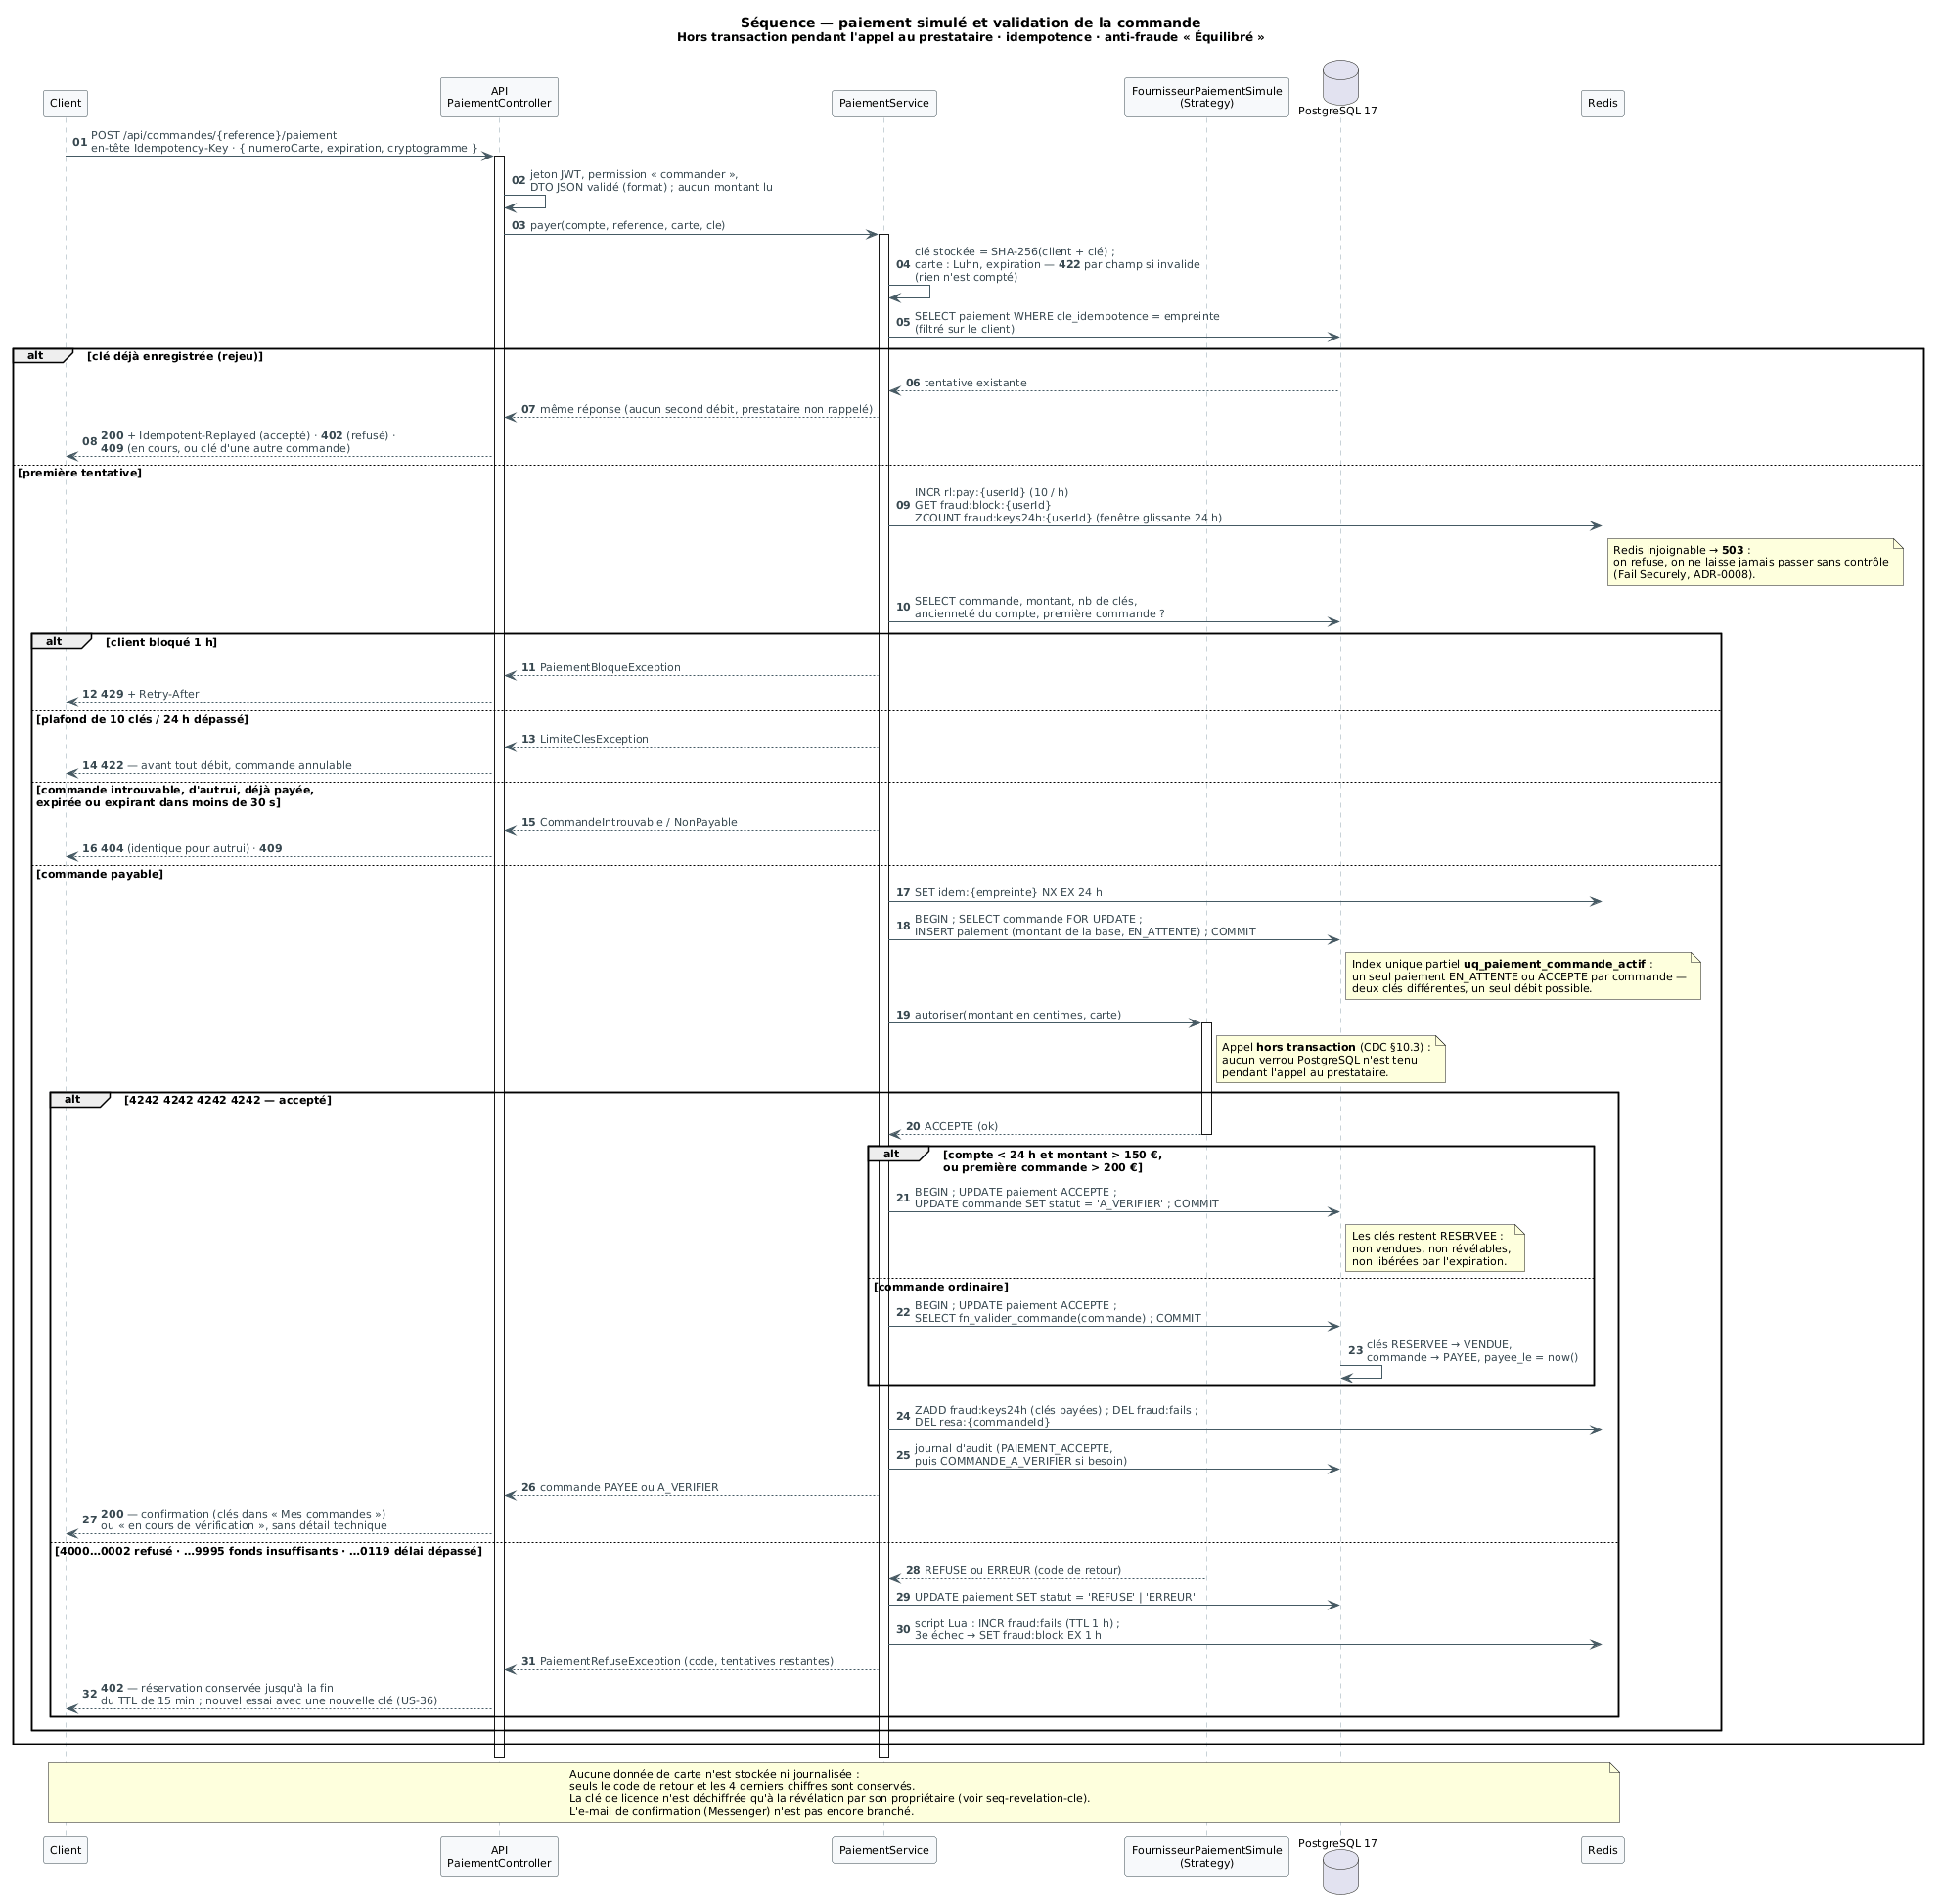 Séquence — paiement simulé et validation de la commande
Hors transaction pendant l'appel au prestataire · idempotence · anti-fraude « Équilibré »
Client
API
PaiementController
PaiementService
FournisseurPaiementSimule
(Strategy)
PostgreSQL 17
Redis
01 POST /api/commandes/{reference}/paiement
en-tête Idempotency-Key · { numeroCarte, expiration, cryptogramme }
02 jeton JWT, permission « commander »,
DTO JSON validé (format) ; aucun montant lu
03 payer(compte, reference, carte, cle)
04 clé stockée = SHA-256(client + clé) ;
carte : Luhn, expiration — 422 par champ si invalide
(rien n'est compté)
05 SELECT paiement WHERE cle_idempotence = empreinte
(filtré sur le client)
alt [clé déjà enregistrée (rejeu)]
06 tentative existante
07 même réponse (aucun second débit, prestataire non rappelé)
08 200 + Idempotent-Replayed (accepté) · 402 (refusé) ·
409 (en cours, ou clé d'une autre commande)
[première tentative]
09 INCR rl:pay:{userId} (10 / h)
GET fraud:block:{userId}
ZCOUNT fraud:keys24h:{userId} (fenêtre glissante 24 h)
Redis injoignable → 503 :
on refuse, on ne laisse jamais passer sans contrôle
(Fail Securely, ADR-0008).
10 SELECT commande, montant, nb de clés,
ancienneté du compte, première commande ?
alt [client bloqué 1 h]
11 PaiementBloqueException
12 429 + Retry-After
[plafond de 10 clés / 24 h dépassé]
13 LimiteClesException
14 422 — avant tout débit, commande annulable
[commande introuvable, d'autrui, déjà payée,
expirée ou expirant dans moins de 30 s]
15 CommandeIntrouvable / NonPayable
16 404 (identique pour autrui) · 409
[commande payable]
17 SET idem:{empreinte} NX EX 24 h
18 BEGIN ; SELECT commande FOR UPDATE ;
INSERT paiement (montant de la base, EN_ATTENTE) ; COMMIT
Index unique partiel uq_paiement_commande_actif :
un seul paiement EN_ATTENTE ou ACCEPTE par commande —
deux clés différentes, un seul débit possible.
19 autoriser(montant en centimes, carte)
Appel hors transaction (CDC §10.3) :
aucun verrou PostgreSQL n'est tenu
pendant l'appel au prestataire.
alt [4242 4242 4242 4242 — accepté]
20 ACCEPTE (ok)
alt [compte < 24 h et montant > 150 €,
ou première commande > 200 €]
21 BEGIN ; UPDATE paiement ACCEPTE ;
UPDATE commande SET statut = 'A_VERIFIER' ; COMMIT
Les clés restent RESERVEE :
non vendues, non révélables,
non libérées par l'expiration.
[commande ordinaire]
22 BEGIN ; UPDATE paiement ACCEPTE ;
SELECT fn_valider_commande(commande) ; COMMIT
23 clés RESERVEE → VENDUE,
commande → PAYEE, payee_le = now()
24 ZADD fraud:keys24h (clés payées) ; DEL fraud:fails ;
DEL resa:{commandeId}
25 journal d'audit (PAIEMENT_ACCEPTE,
puis COMMANDE_A_VERIFIER si besoin)
26 commande PAYEE ou A_VERIFIER
27 200 — confirmation (clés dans « Mes commandes »)
ou « en cours de vérification », sans détail technique
[4000…0002 refusé · …9995 fonds insuffisants · …0119 délai dépassé]
28 REFUSE ou ERREUR (code de retour)
29 UPDATE paiement SET statut = 'REFUSE' | 'ERREUR'
30 script Lua : INCR fraud:fails (TTL 1 h) ;
3e échec → SET fraud:block EX 1 h
31 PaiementRefuseException (code, tentatives restantes)
32 402 — réservation conservée jusqu'à la fin
du TTL de 15 min ; nouvel essai avec une nouvelle clé (US-36)
Aucune donnée de carte n'est stockée ni journalisée :
seuls le code de retour et les 4 derniers chiffres sont conservés.
La clé de licence n'est déchiffrée qu'à la révélation par son propriétaire (voir seq-revelation-cle).
L'e-mail de confirmation (Messenger) n'est pas encore branché.
Client
API
PaiementController
PaiementService
FournisseurPaiementSimule
(Strategy)
PostgreSQL 17
Redis